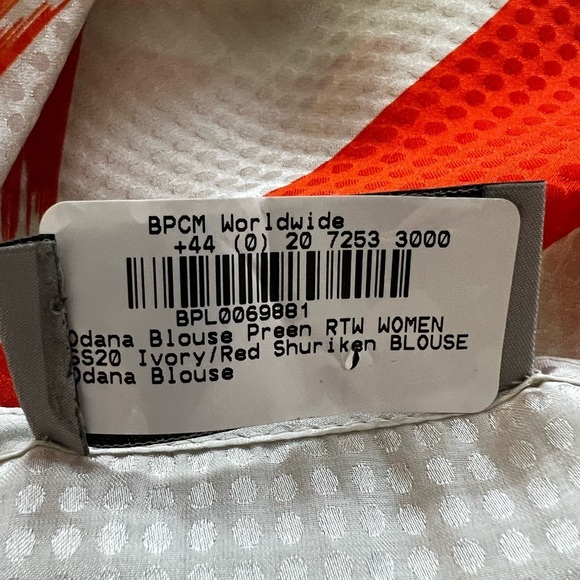 BPCM Worldwide
+44 (0) 20 7253 3000
BPL0069881
Odana Blouse Preen RTW WOMEN
SS20 Ivory/Red Shuriken BLOUSE
Odana Blouse